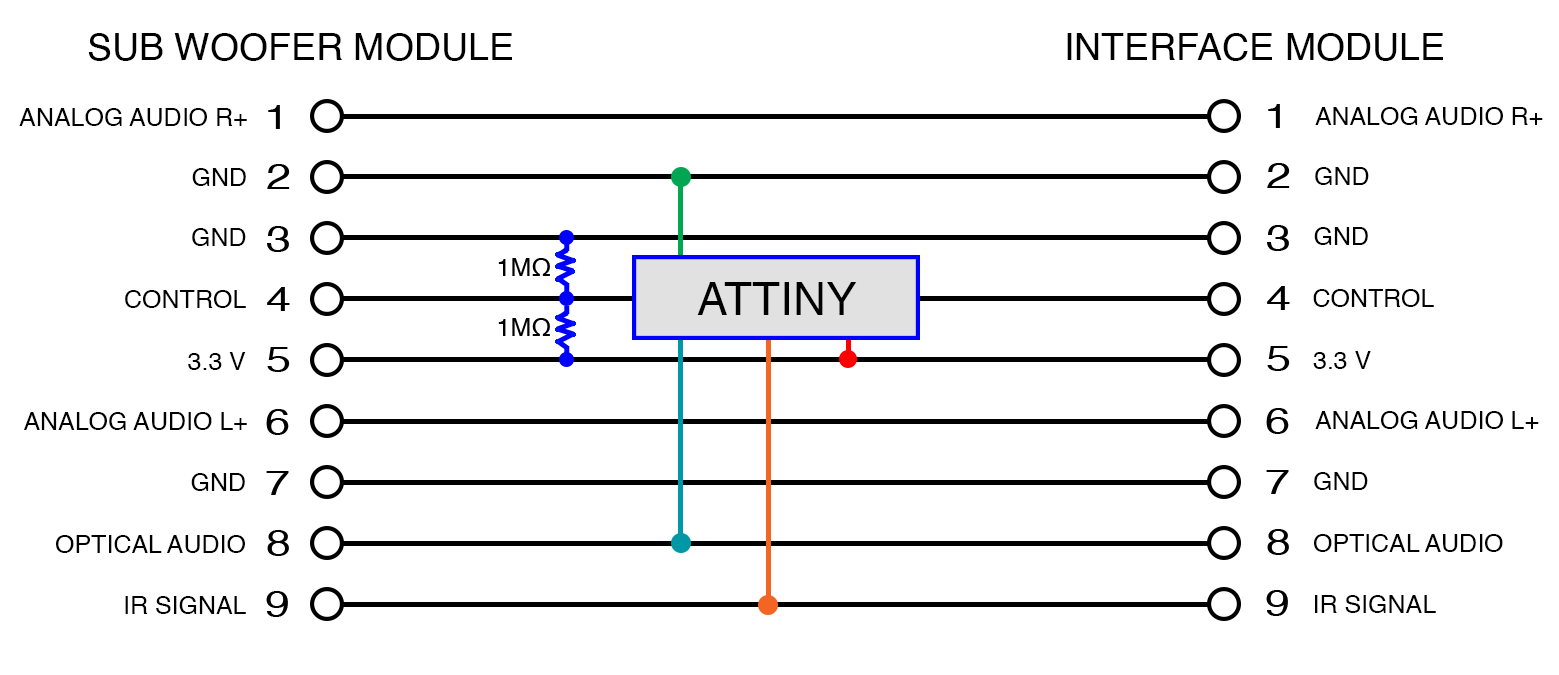 SUB WOOFER MODULE INTERFACE MODULE
ANALOG AUDIO R+ 1 1 ANALOG AUDIO R+
GND 2 2 GND
GND 3 3 GND
1MΩ
CONTROL 4 ATTINY 4 CONTROL
1MΩ
3.3 V 5 5 3.3 V
ANALOG AUDIO L+ 6 6 ANALOG AUDIO L+
GND 7 7 GND
OPTICAL AUDIO 8 8 OPTICAL AUDIO
IR SIGNAL 9 9 IR SIGNAL